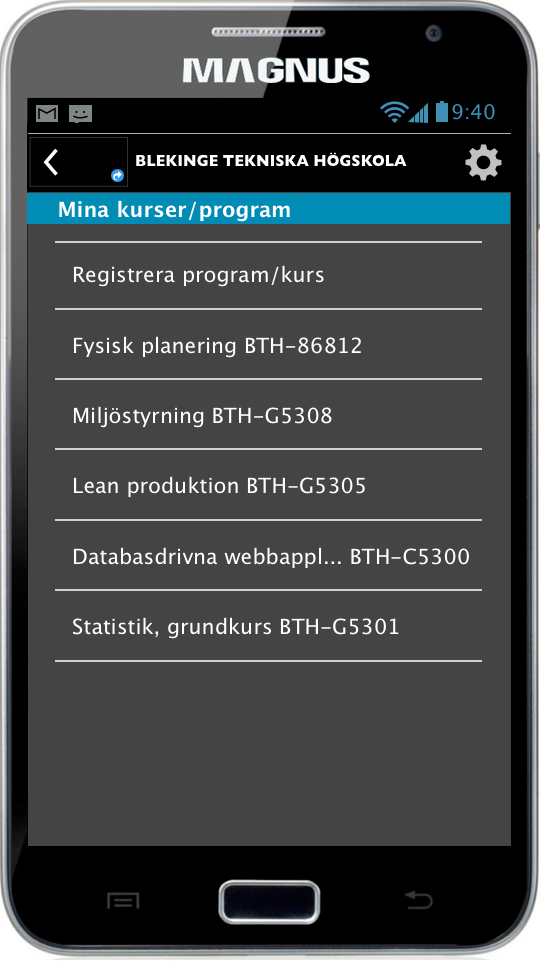 MAGNUS
9:40
BLEKINGE TEKNISKA HÖGSKOLA
Mina kurser/program
Registrera program/kurs
Fysisk planering BTH-86812
Miljöstyrning BTH-G5308
Lean produktion BTH-G5305
Databasdrivna webbappl... BTH-C5300
Statistik, grundkurs BTH-G5301